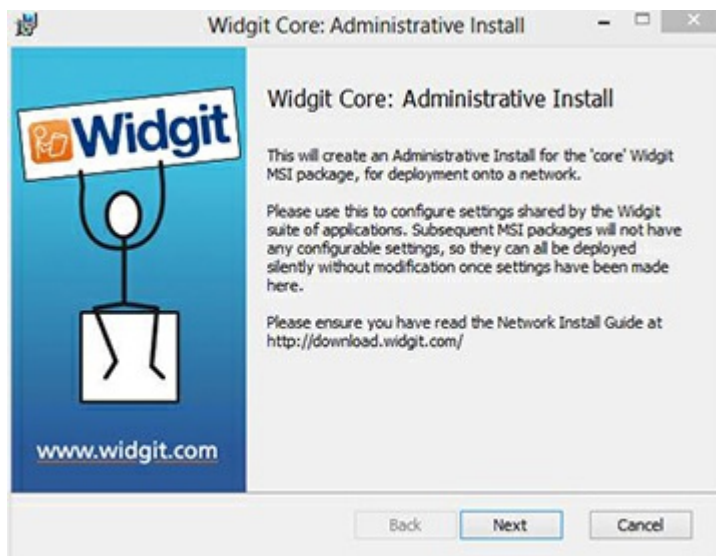 Widgit Core: Administrative Install
Widgit
Widgit Core: Administrative Install
This will create an Administrative Install for the 'core' Widgit
MSI package, for deployment onto a network.
Please use this to configure settings shared by the Widgit
suite of applications. Subsequent MSI packages will not have
any configurable settings, so they can all be deployed
silently without modification once settings have been made
here.
Please ensure you have read the Network Install Guide at
http://download.widgit.com/
www.widgit.com
Back
Next
Cancel